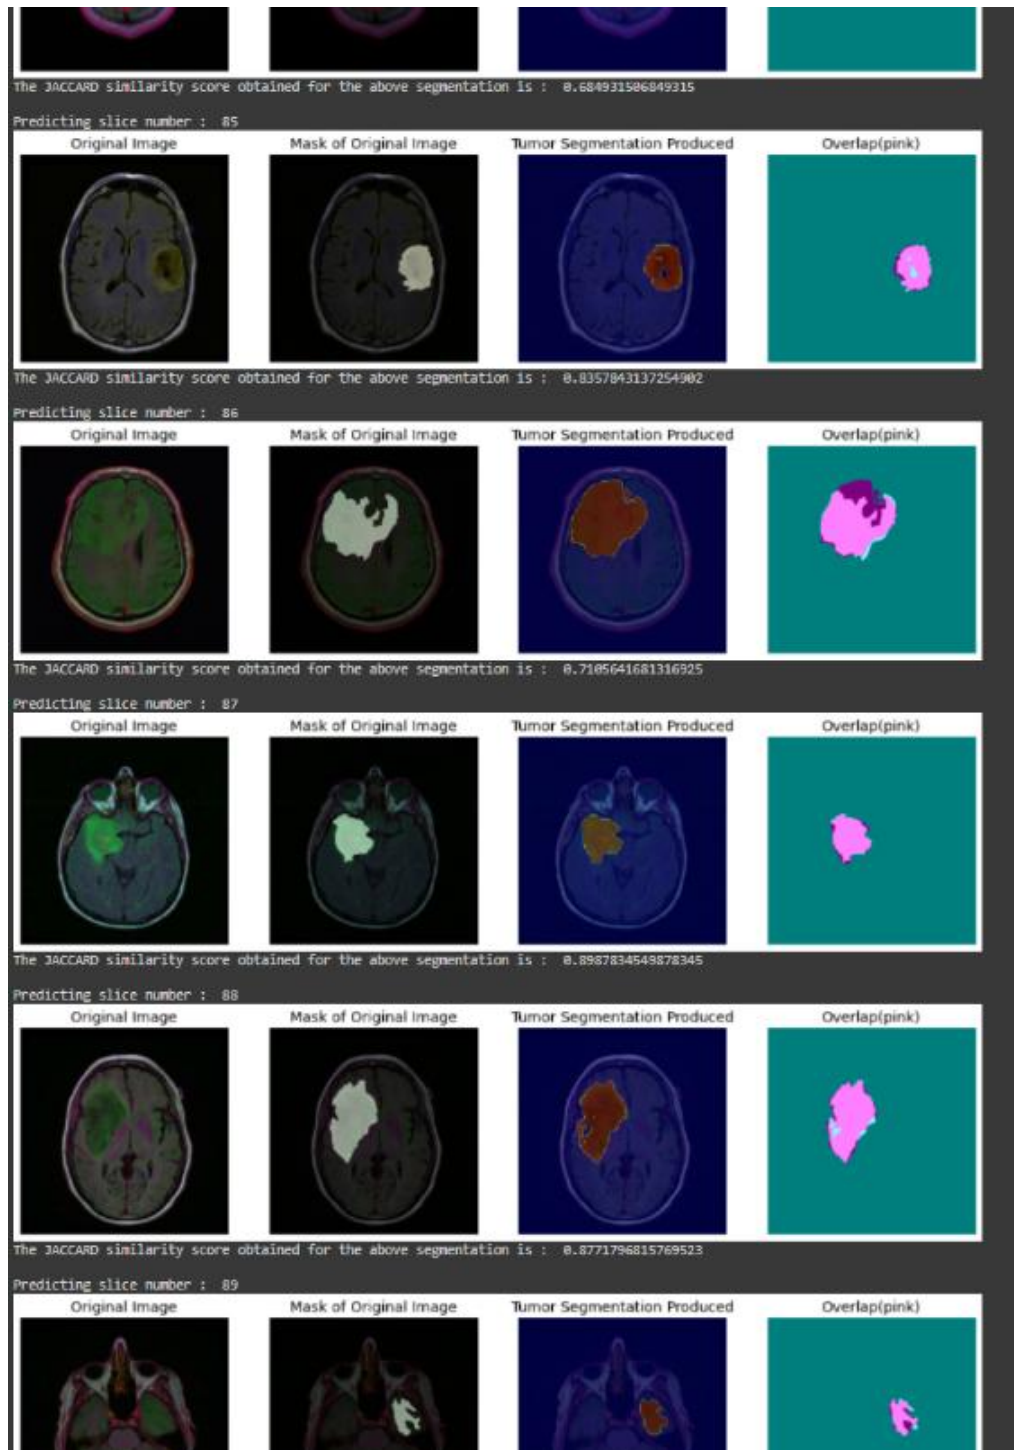 The JACCARD similarity score obtained for the above segmentation is : 0.684931506849315
Predicting slice number : 85
Original Image Mask of Original Image Tumor Segmentation Produced Overlap(pink)
The JACCARD similarity score obtained for the above segmentation is : 0.8357843137254902
Predicting slice number : 86
Original Image Mask of Original Image Tumor Segmentation Produced Overlap(pink)
The JACCARD similarity score obtained for the above segmentation is : 0.7105641681316925
Predicting slice number : 87
Original Image Mask of Original Image Tumor Segmentation Produced Overlap(pink)
The JACCARD similarity score obtained for the above segmentation is : 0.8987834549878345
Predicting slice number : 88
Original Image Mask of Original Image Tumor Segmentation Produced Overlap(pink)
The JACCARD similarity score obtained for the above segmentation is : 0.8771796815769523
Predicting slice number : 89
Original Image Mask of Original Image Tumor Segmentation Produced Overlap(pink)